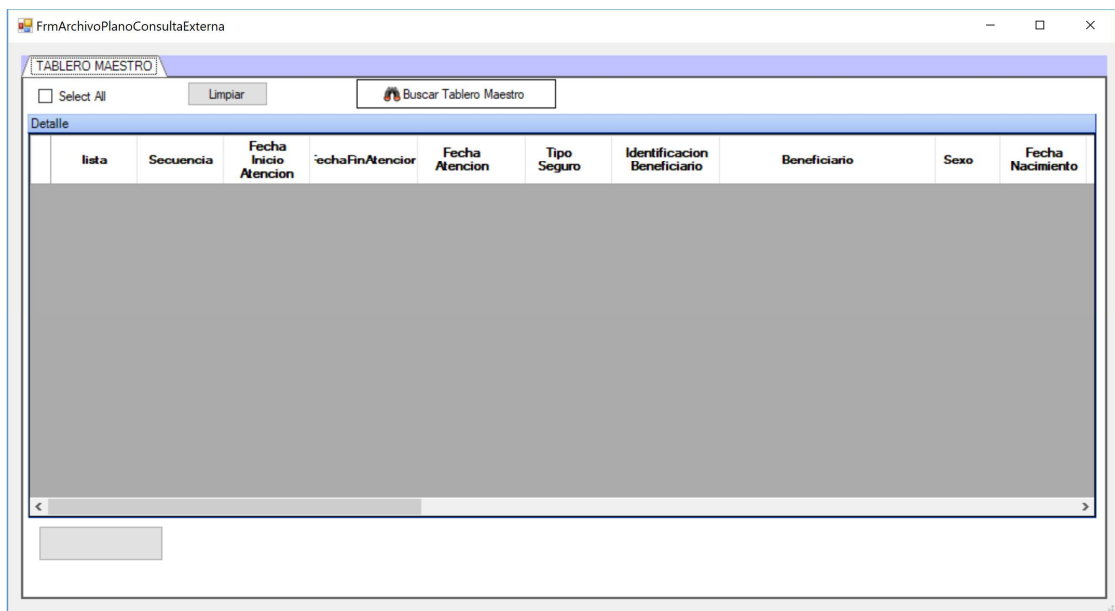 FrmArchivoPlanoConsultaExterna
TABLERO MAESTRO
Select All
Limpiar
Buscar Tablero Maestro
Detalle
lista
Secuencia
Fecha
Inicio
Atencion
FechaFinAtencion
Fecha
Atencion
Tipo
Seguro
Identificacion
Beneficiario
Beneficiario
Sexo
Fecha
Nacimiento